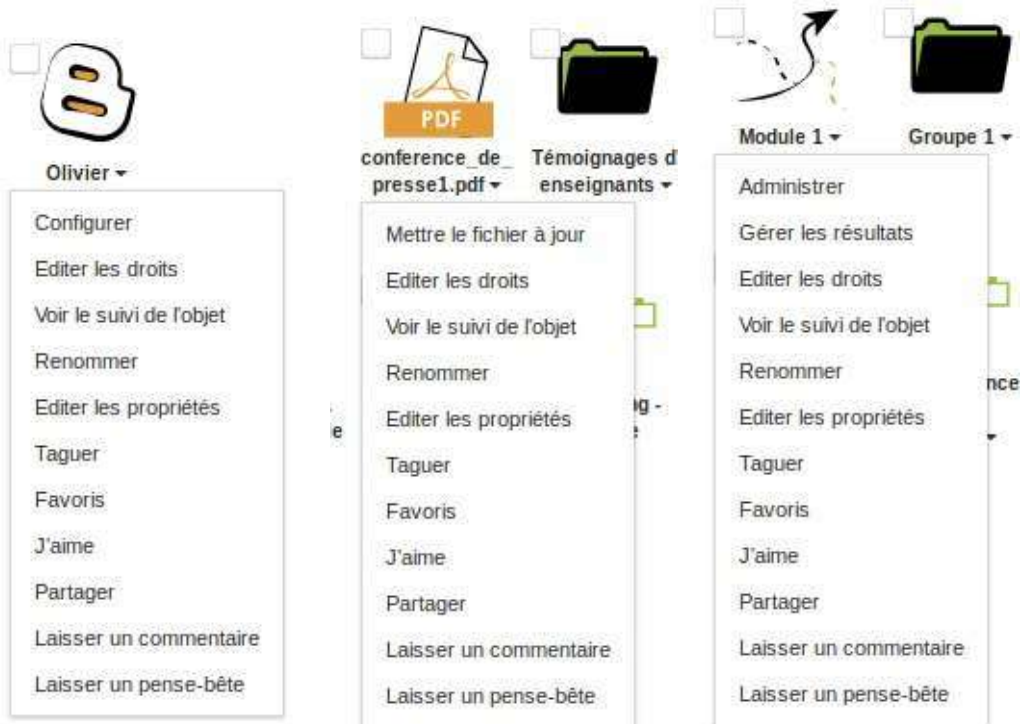 Olivier
Configurer
Editer les droits
Voir le suivi de l'objet
Renommer
Editer les propriétés
Taguer
Favoris
J'aime
Partager
Laisser un commentaire
Laisser un pense-bête
PDF
conference_de_
presse1.pdf
Témoignages d'
enseignants
Mettre le fichier à jour
Editer les droits
Voir le suivi de l'objet
Renommer
Editer les propriétés
Taguer
Favoris
J'aime
Partager
Laisser un commentaire
Laisser un pense-bête
Module 1
Groupe 1
Administrer
Gérer les résultats
Editer les droits
Voir le suivi de l'objet
Renommer
Editer les propriétés
Taguer
Favoris
J'aime
Partager
Laisser un commentaire
Laisser un pense-bête
nce